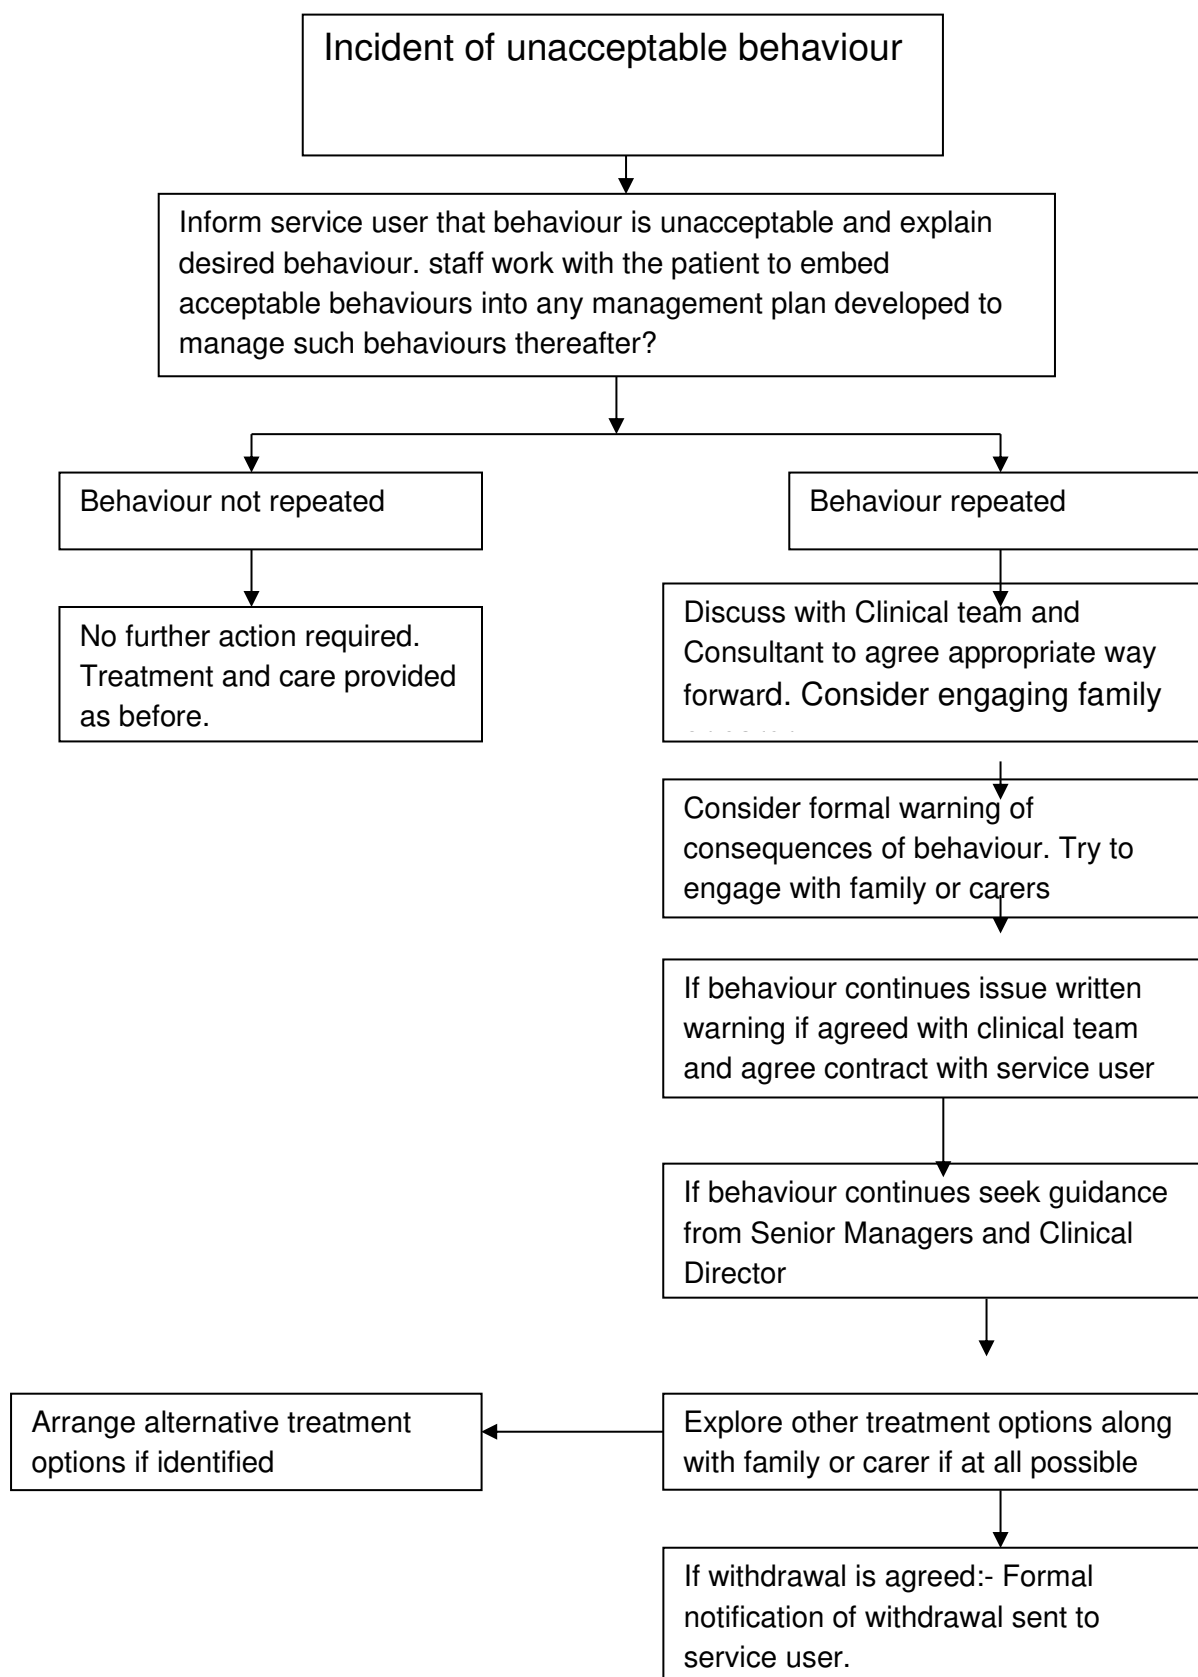 Incident of unacceptable behaviour
Inform service user that behaviour is unacceptable and explain
desired behaviour. staff work with the patient to embed
acceptable behaviours into any management plan developed to
manage such behaviours thereafter?
Behaviour not repeated
Behaviour repeated
No further action required.
Treatment and care provided
as before.
Discuss with Clinical team and
Consultant to agree appropriate way
forward. Consider engaging family
Consider formal warning of
consequences of behaviour. Try to
engage with family or carers
If behaviour continues issue written
warning if agreed with clinical team
and agree contract with service user
If behaviour continues seek guidance
from Senior Managers and Clinical
Director
Arrange alternative treatment
options if identified
Explore other treatment options along
with family or carer if at all possible
If withdrawal is agreed:- Formal
notification of withdrawal sent to
service user.